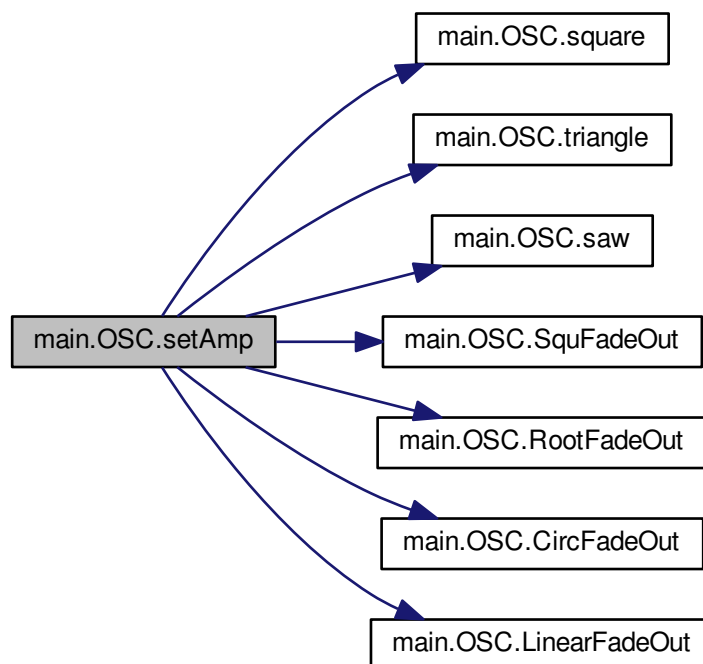 main.OSC.square
main.OSC.triangle
main.OSC.saw
main.OSC.setAmp
main.OSC.SquFadeOut
main.OSC.RootFadeOut
main.OSC.CircFadeOut
main.OSC.LinearFadeOut